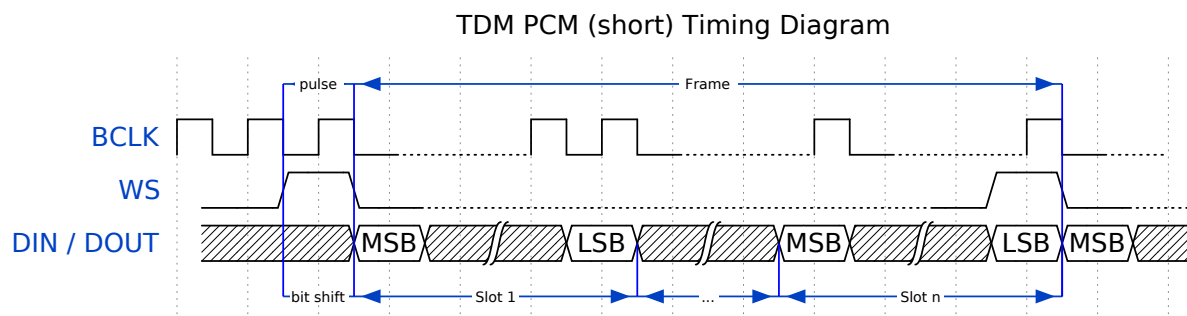 TDM PCM (short) Timing Diagram
pulse Frame
BCLK
WS
DIN / DOUT MSB LSB MSB LSB MSB
bit shift Slot 1 ... Slot n